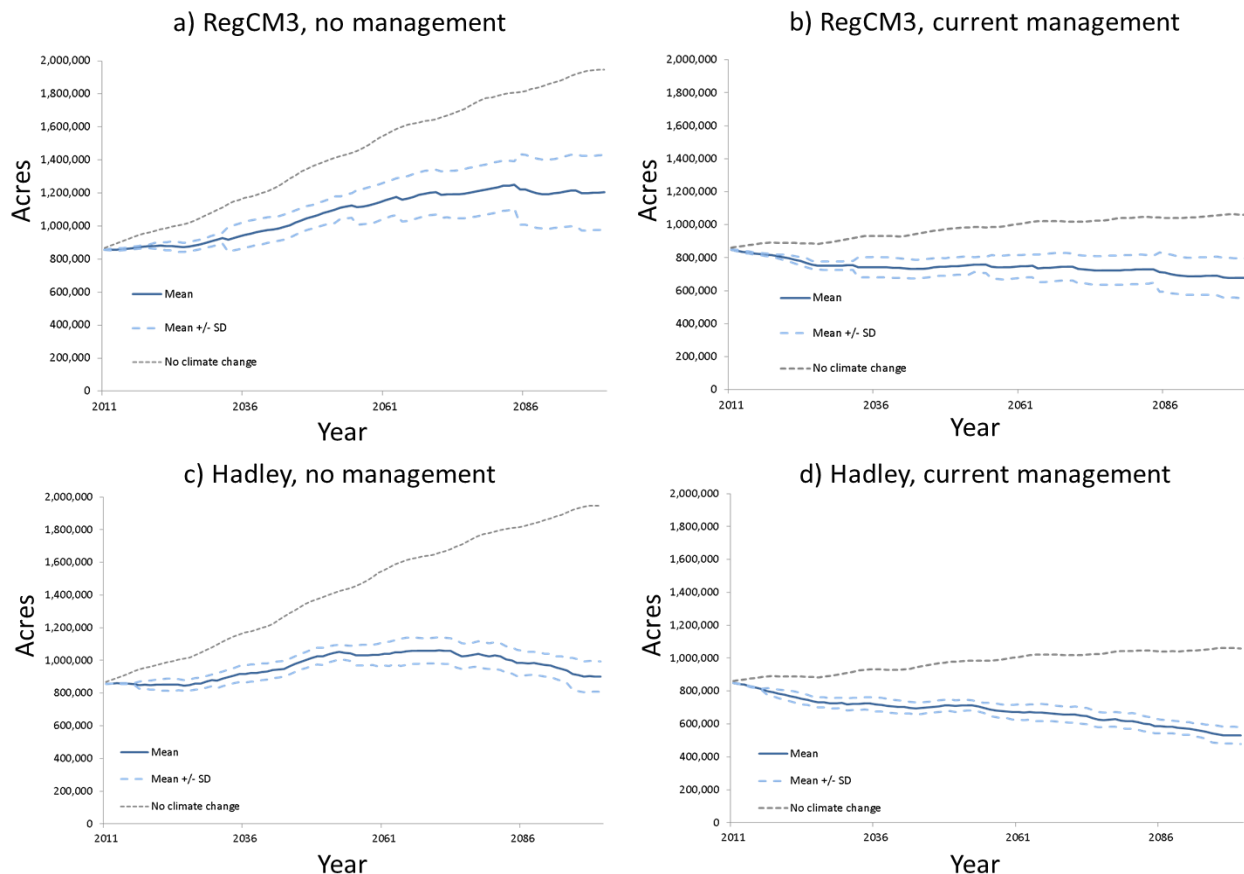 a) RegCM3, no management
2,000,000
1,800,000
1,600,000
1,400,000
1,200,000
1,000,000
800,000
600,000
400,000
200,000
0
Acres
Mean
Mean +/- SD
No climate change
2011 2036 2061 2086
Year
b) RegCM3, current management
2,000,000
1,800,000
1,600,000
1,400,000
1,200,000
1,000,000
800,000
600,000
400,000
200,000
0
Acres
Mean
Mean +/- SD
No climate change
2011 2036 2061 2086
Year
c) Hadley, no management
2,000,000
1,800,000
1,600,000
1,400,000
1,200,000
1,000,000
800,000
600,000
400,000
200,000
0
Acres
Mean
Mean +/- SD
No climate change
2011 2036 2061 2086
Year
d) Hadley, current management
2,000,000
1,800,000
1,600,000
1,400,000
1,200,000
1,000,000
800,000
600,000
400,000
200,000
0
Acres
Mean
Mean +/- SD
No climate change
2011 2036 2061 2086
Year